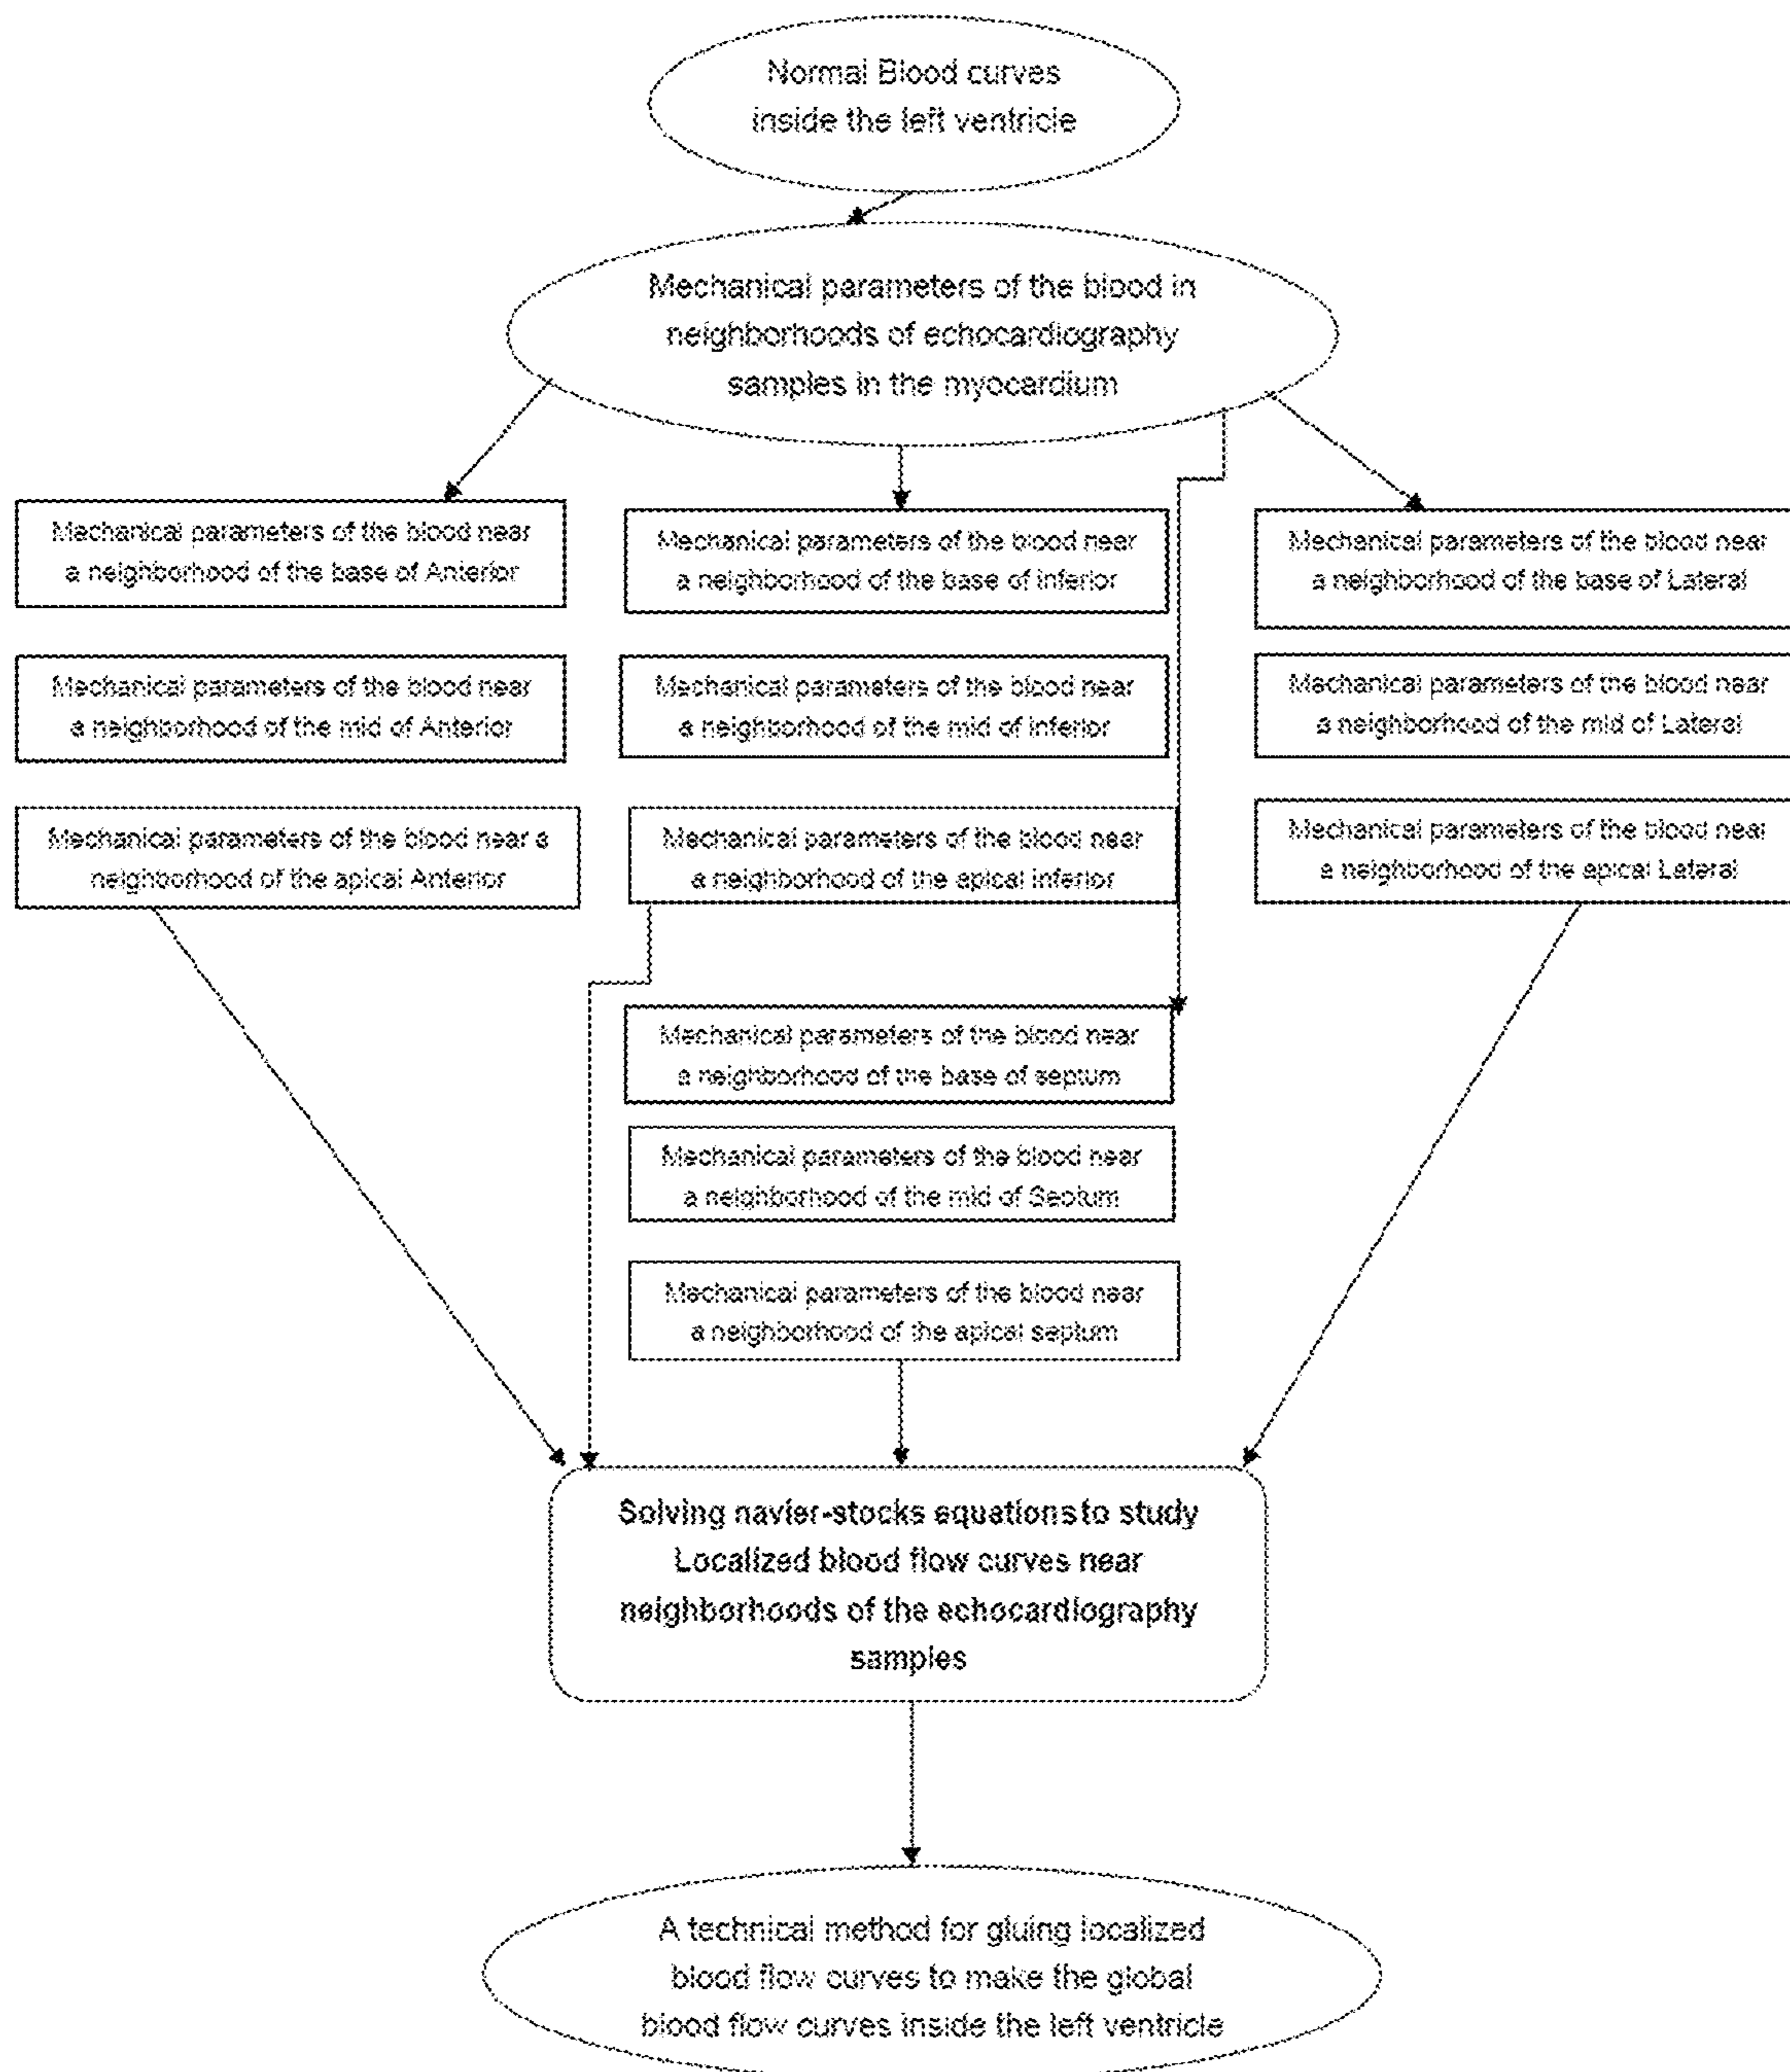 Normal Blood curves
inside the left ventricle
Mechanical parameters of the blood in
neighborhoods of echocardiography
samples in the myocardium
Mechanical parameters of the blood near
a neighborhood of the base of Anterior
Mechanical parameters of the blood near
a neighborhood of the base of inferior
Mechanical parameters of the blood near
a neighborhood of the base of Lateral
Mechanical parameters of the blood near
a neighborhood of the mid of Anterior
Mechanical parameters of the blood near
a neighborhood of the mid of inferior
Mechanical parameters of the blood near
a neighborhood of the mid of Lateral
Mechanical parameters of the blood near a
neighborhood of the apical Anterior
Mechanical parameters of the blood near
a neighborhood of the apical inferior
Mechanical parameters of the blood near
a neighborhood of the apical Lateral
Mechanical parameters of the blood near
a neighborhood of the base of septum
Mechanical parameters of the blood near
a neighborhood of the mid of Septum
Mechanical parameters of the blood near
a neighborhood of the apical septum
Solving navier-stocks equations to study
Localized blood flow curves near
neighborhoods of the echocardiography
samples
A technical method for gluing localized
blood flow curves to make the global
blood flow curves inside the left ventricle